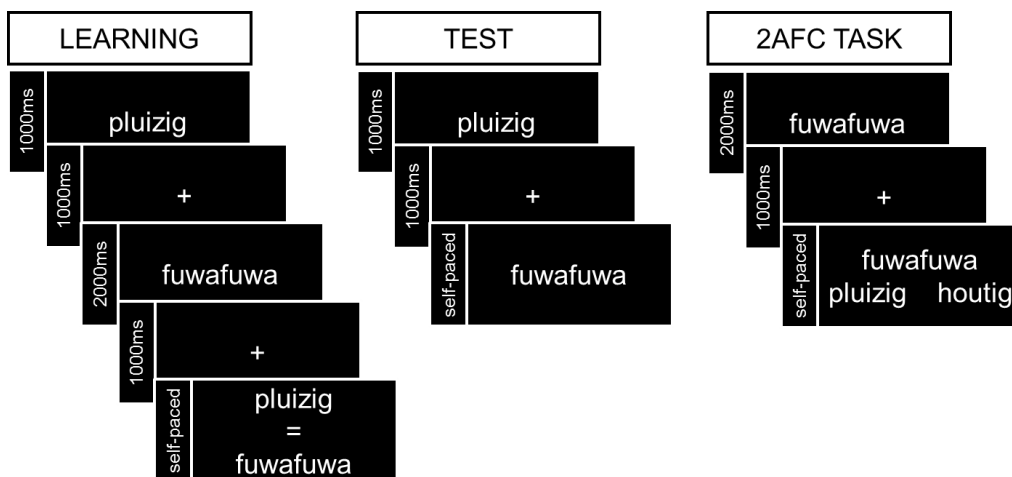 LEARNING
1000ms
pluizig
1000ms
+
2000ms
fuwafuwa
1000ms
+
self-paced
pluizig
=
fuwafuwa
TEST
1000ms
pluizig
1000ms
+
self-paced
fuwafuwa
2AFC TASK
2000ms
fuwafuwa
1000ms
+
self-paced
fuwafuwa
pluizig houtig